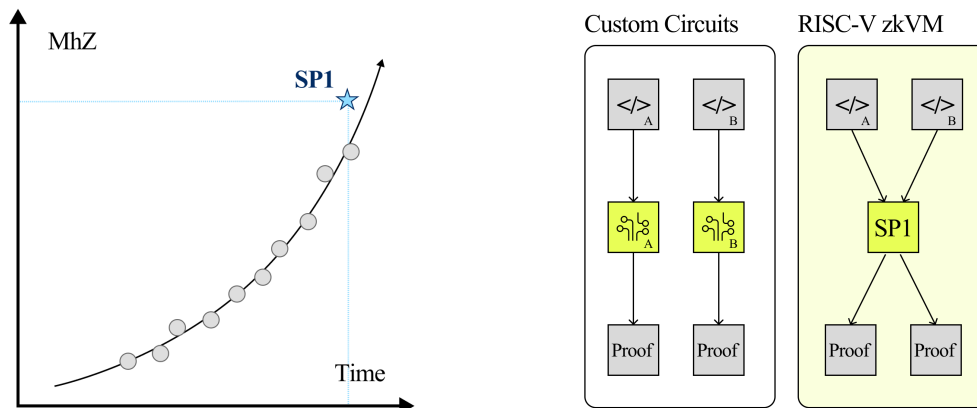 MhZ
SP1
Time
Custom Circuits
</> A
</> B
A
B
Proof
Proof
RISC-V zkVM
</> A
</> B
SP1
Proof
Proof